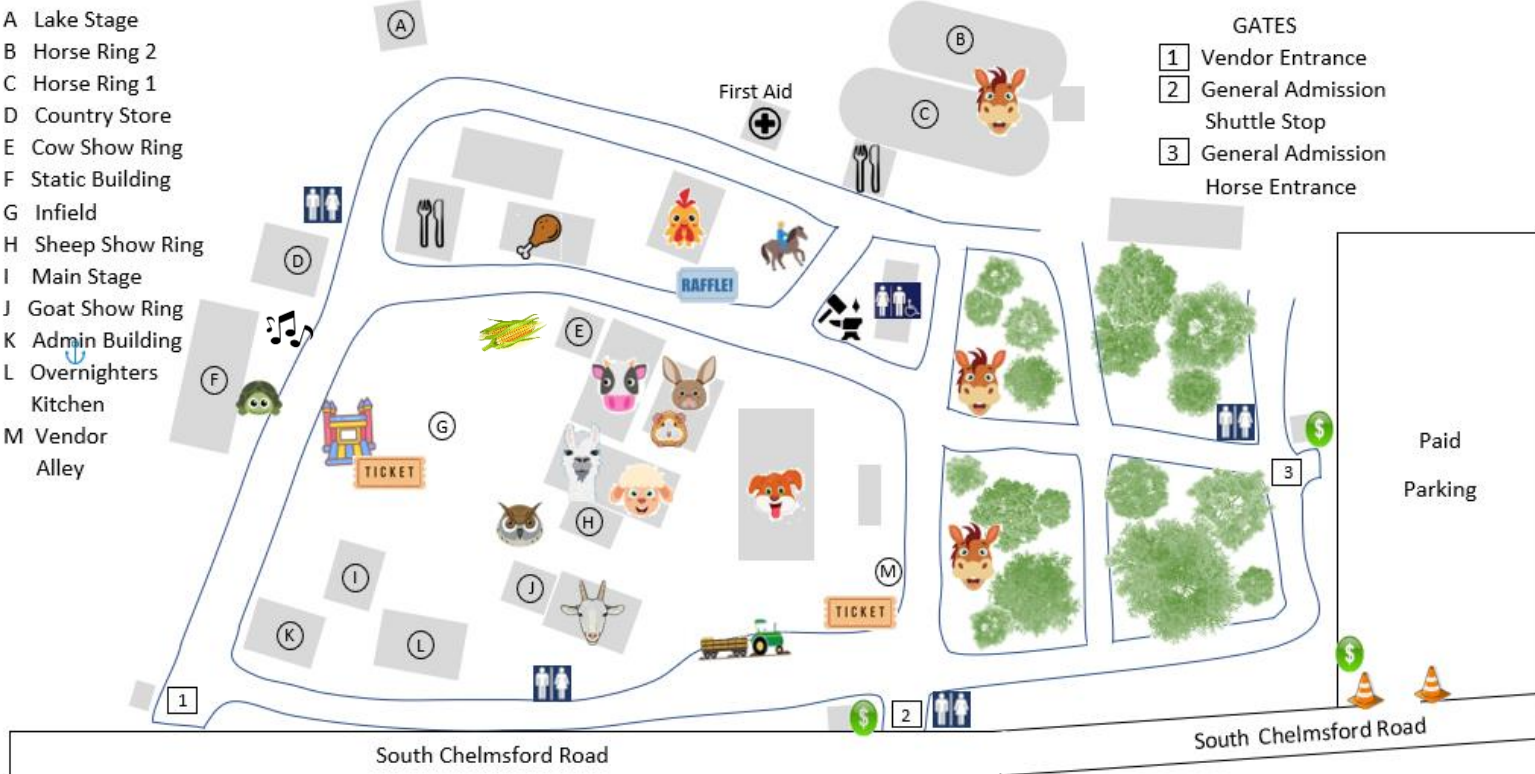 A Lake Stage
B Horse Ring 2
C Horse Ring 1
D Country Store
E Cow Show Ring
F Static Building
G Infield
H Sheep Show Ring
I Main Stage
J Goat Show Ring
K Admin Building
L Overnighters
Kitchen
M Vendor
Alley
GATES
1 Vendor Entrance
2 General Admission
Shuttle Stop
3 General Admission
Horse Entrance
A
B
First Aid
C
D
RAFFLE!
E
F
G
$
TICKET
3
Paid
Parking
H
I
J
M
TICKET
K
L
$
1
$
2
South Chelmsford Road
South Chelmsford Road